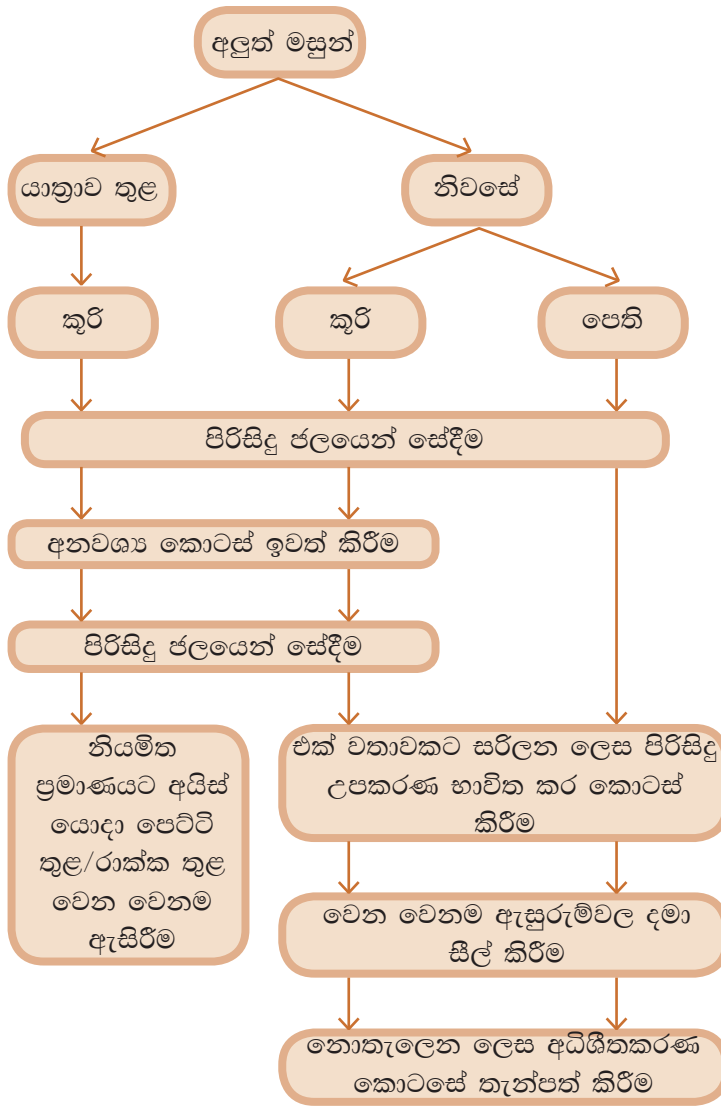 අලුත් මසුන්
යාත්‍රාව තුළ
නිවසේ
කූරි
කූරි
පෙති
පිරිසිදු ජලයෙන් සේදීම
අනවශ්‍ය කොටස් ඉවත් කිරීම
පිරිසිදු ජලයෙන් සේදීම
නියමිත
ප්‍රමාණයට අයිස්
යොදා පෙට්ටි
තුළ/රාක්ක තුළ
වෙන වෙනම
ඇසිරීම
එක් වතාවකට සරිලන ලෙස පිරිසිදු
උපකරණ භාවිත කර කොටස්
කිරීම
වෙන වෙනම ඇසුරුම්වල දමා
සීල් කිරීම
නොතැලෙන ලෙස අධිශීතකරණ
කොටසේ තැන්පත් කිරීම